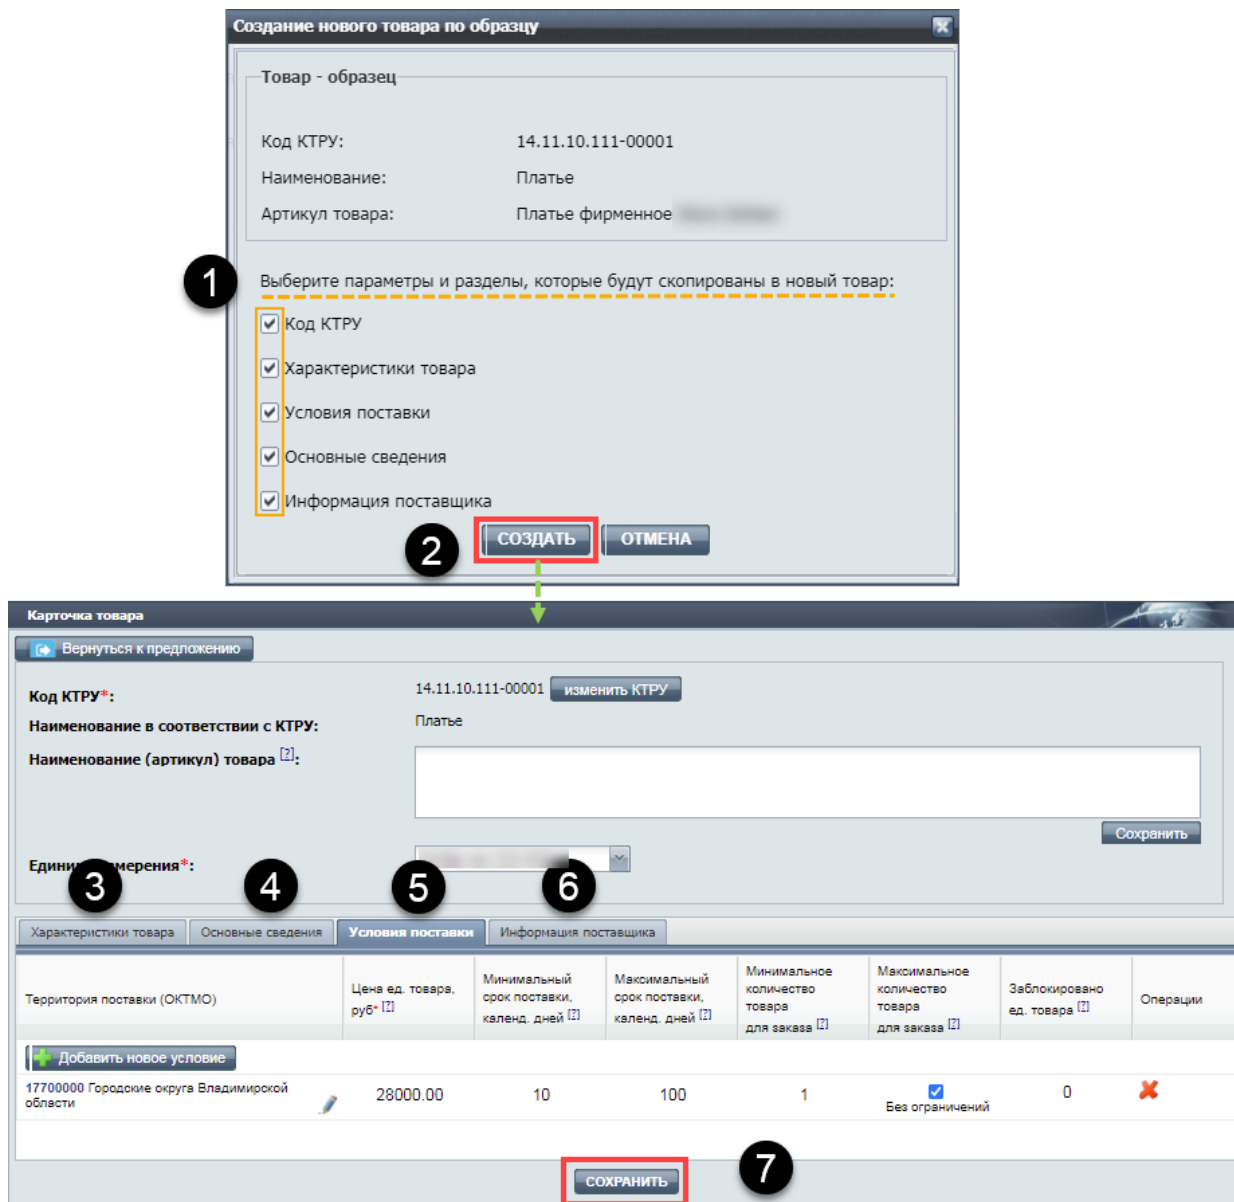 Создание нового товара по образцу
Товар - образец
Код КТРУ: 14.11.10.111-00001
Наименование: Платье
Артикул товара: Платье фирменное
1
Выберите параметры и разделы, которые будут скопированы в новый товар:
Код КТРУ
Характеристики товара
Условия поставки
Основные сведения
Информация поставщика
2
СОЗДАТЬ ОТМЕНА
Карточка товара
Вернуться к предложению
Код КТРУ*: 14.11.10.111-00001 изменить КТРУ
Наименование в соответствии с КТРУ: Платье
Наименование (артикул) товара [?]:
Сохранить
3 4 5 6
Характеристики товара Основные сведения Условия поставки Информация поставщика
Территория поставки (ОКТМО)
Цена ед. товара,
руб* [?]
Минимальный
срок поставки,
календ. дней [?]
Максимальный
срок поставки,
календ. дней [?]
Минимальное
количество
товара
для заказа [?]
Максимальное
количество
товара
для заказа [?]
Заблокировано
ед. товара [?]
Операции
Добавить новое условие
17700000 Городские округа Владимирской
области
28000.00 10 100 1
Без ограничений
0
СОХРАНИТЬ
7